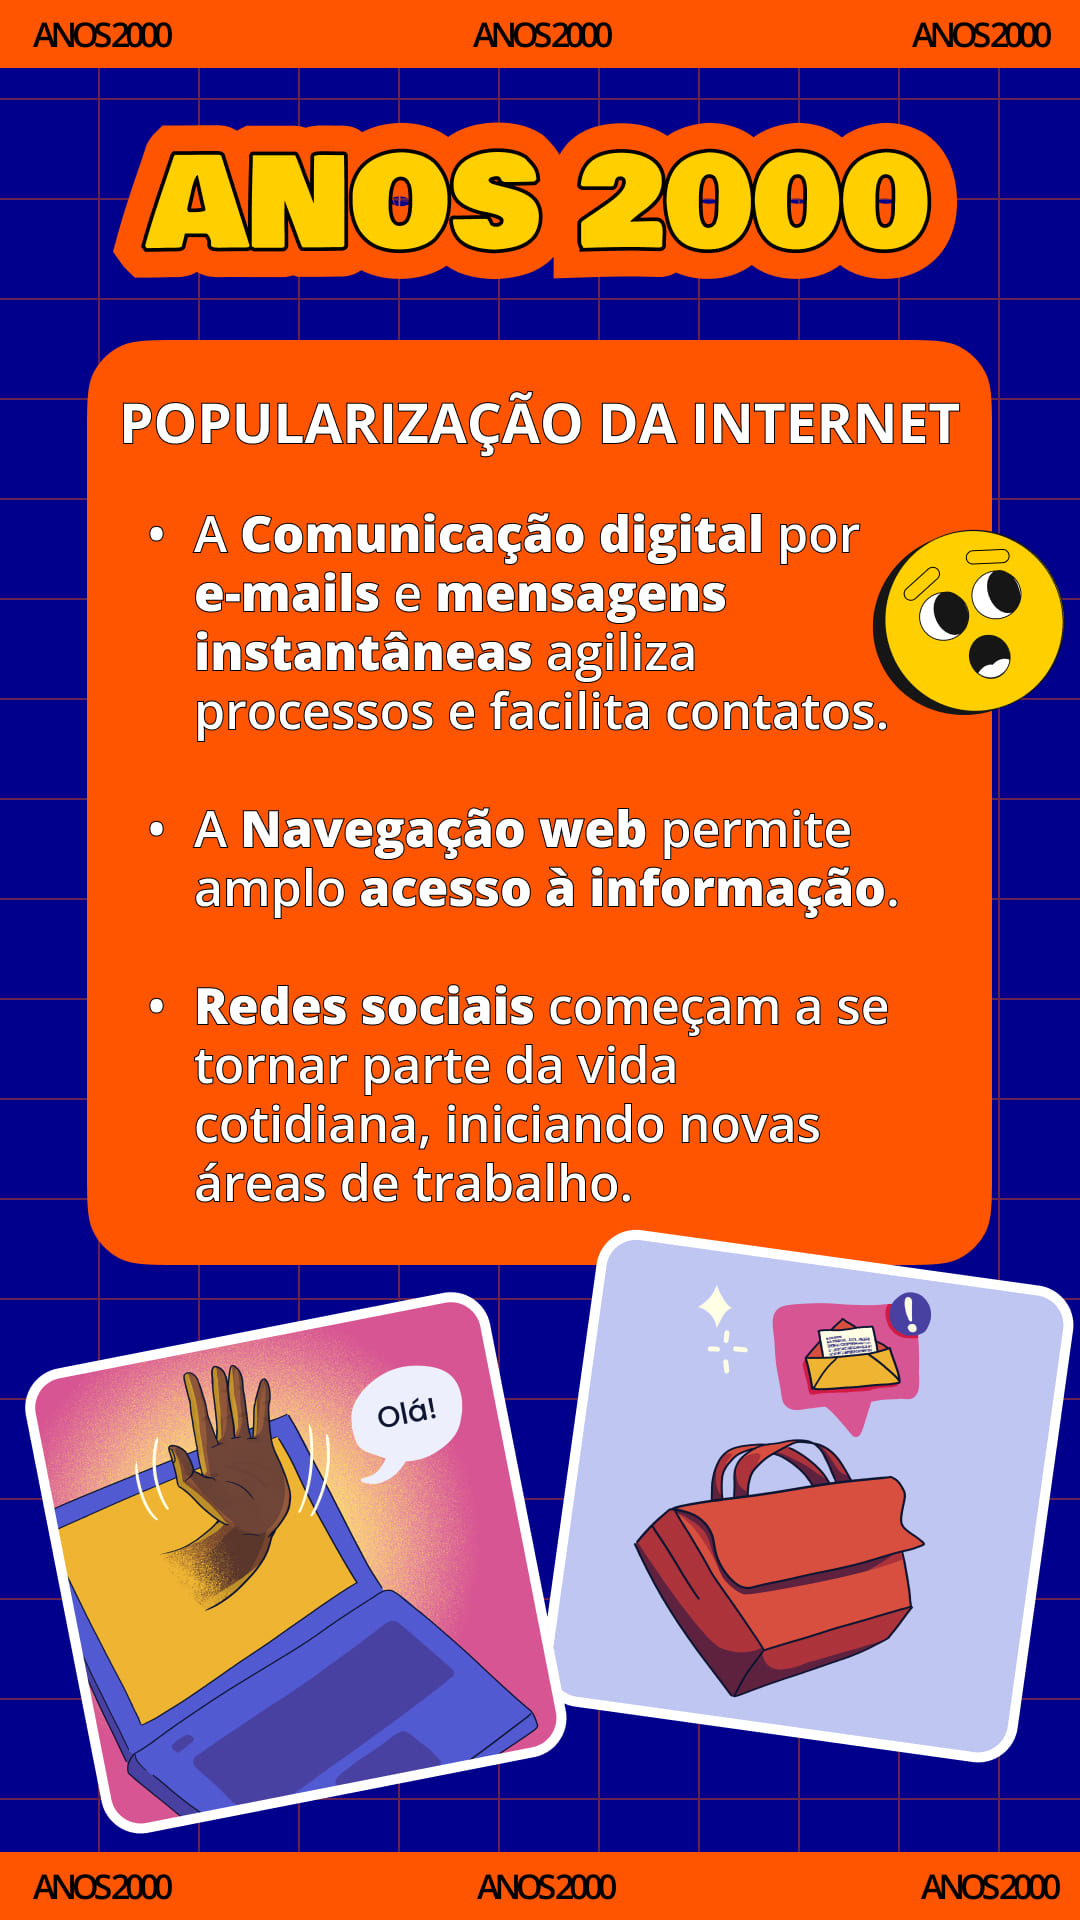 ANOS 2000 ANOS 2000 ANOS 2000
ANOS 2000
POPULARIZAÇÃO DA INTERNET
• A Comunicação digital por
e-mails e mensagens
instantâneas agiliza
processos e facilita contatos.
• A Navegação web permite
amplo acesso à informação.
• Redes sociais começam a se
tornar parte da vida
cotidiana, iniciando novas
áreas de trabalho.
!
Olá!
ANOS 2000 ANOS 2000 ANOS 2000